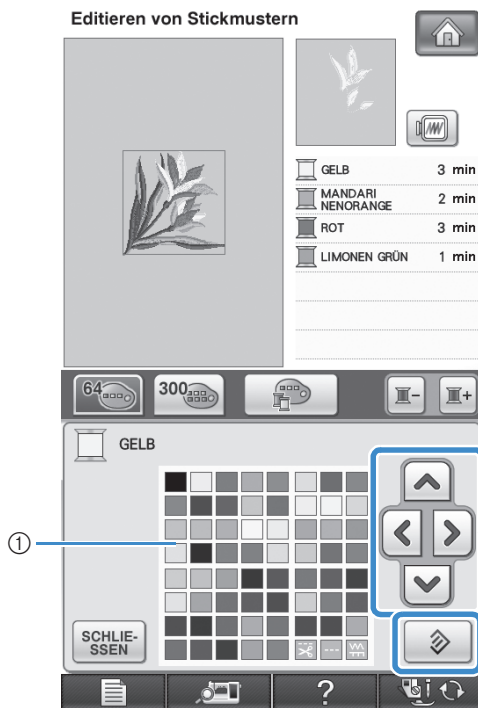 Editieren von Stickmustern
GELB 3 min
MANDARI
NENORANGE 2 min
ROT 3 min
LIMONEN GRÜN 1 min
64 300 - +
GELB
①
SCHLIE-
SSEN
?